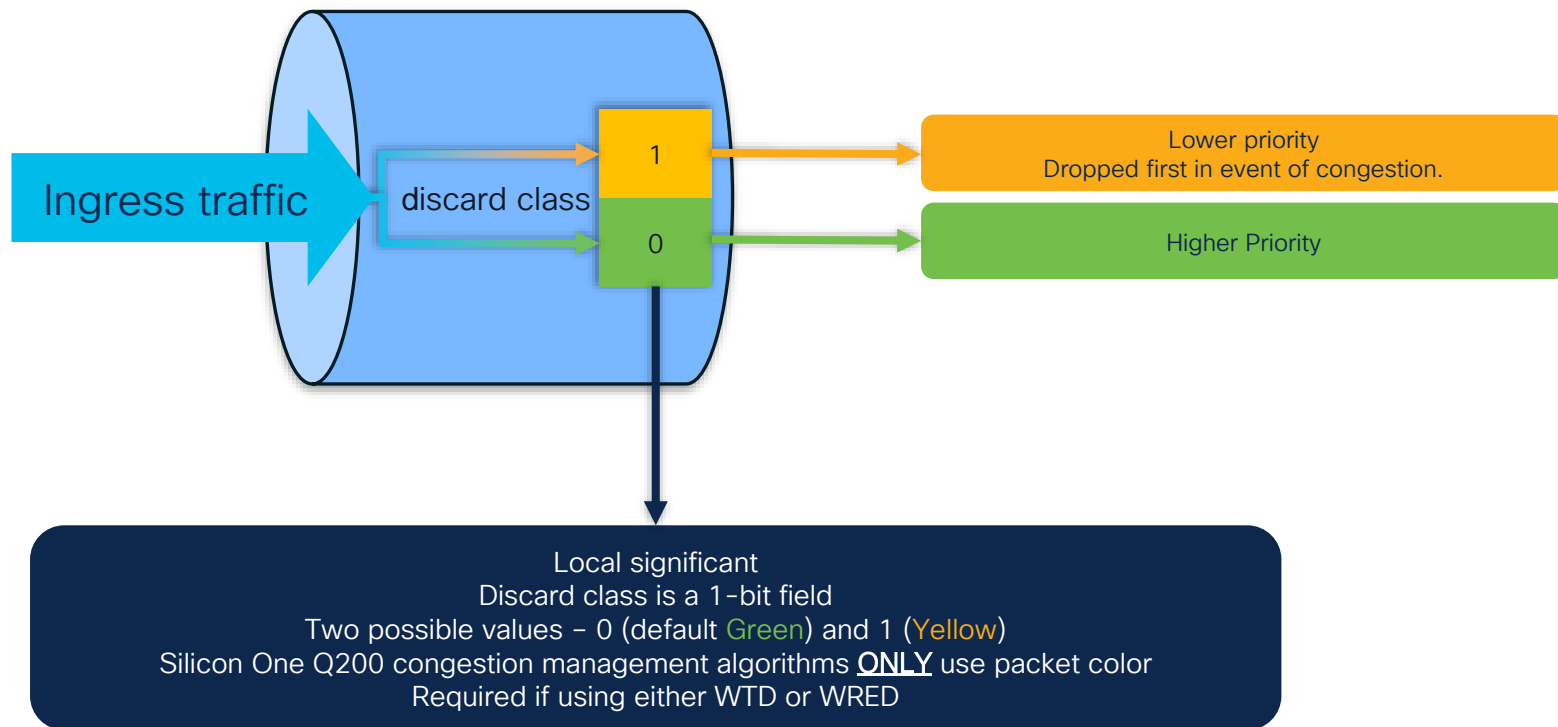 Ingress traffic
discard class
1
0
Lower priority
Dropped first in event of congestion.
Higher Priority
Local significant
Discard class is a 1-bit field
Two possible values – 0 (default Green) and 1 (Yellow)
Silicon One Q200 congestion management algorithms ONLY use packet color
Required if using either WTD or WRED